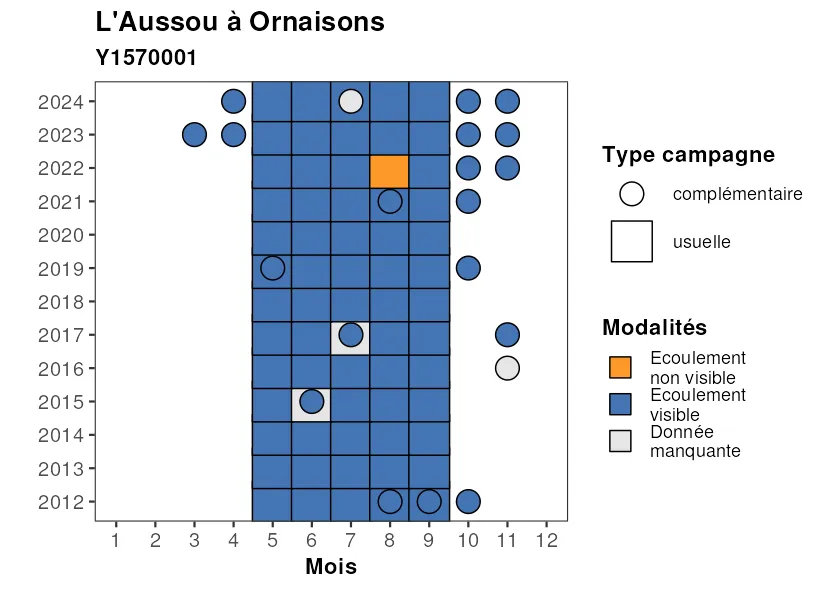 L'Aussou à Ornaisons
Y1570001
2024
2023
2022
2021
2020
2019
2018
2017
2016
2015
2014
2013
2012
1 2 3 4 5 6 7 8 9 10 11 12
Mois
Type campagne
complémentaire
usuelle
Modalités
Ecoulement
non visible
Ecoulement
visible
Donnée
manquante